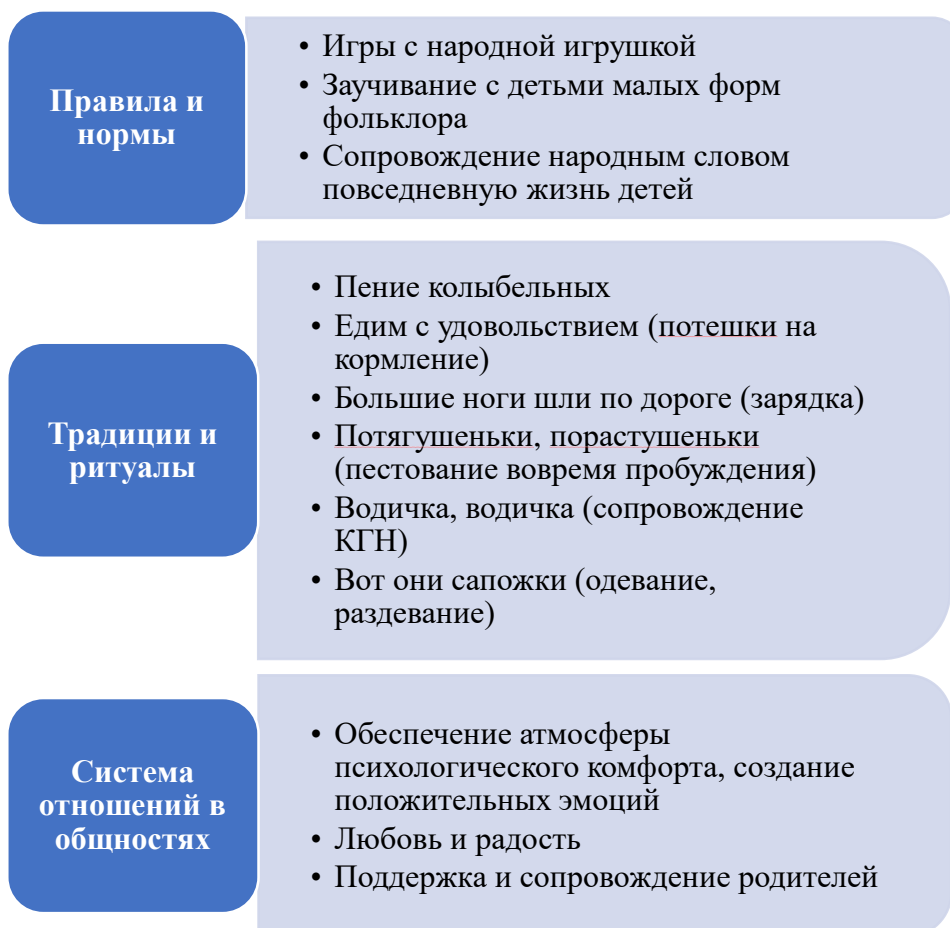 Правила и
нормы
• Игры с народной игрушкой
• Заучивание с детьми малых форм
фольклора
• Сопровождение народным словом
повседневную жизнь детей
Традиции и
ритуалы
• Пение колыбельных
• Едим с удовольствием (потешки на
кормление)
• Большие ноги шли по дороге (зарядка)
• Потягушеньки, порастушеньки
(пестование вовремя пробуждения)
• Водичка, водичка (сопровождение
КГН)
• Вот они сапожки (одевание,
раздевание)
Система
отношений в
общностях
• Обеспечение атмосферы
психологического комфорта, создание
положительных эмоций
• Любовь и радость
• Поддержка и сопровождение родителей